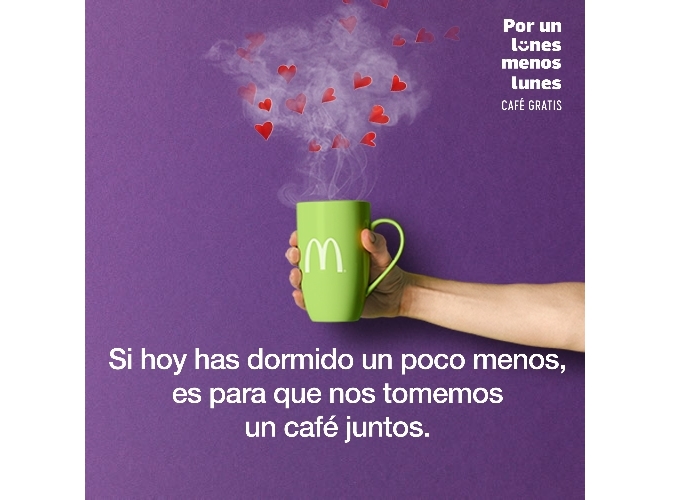 Por un
lunes
menos
lunes
CAFÉ GRATIS
Si hoy has dormido un poco menos,
es para que nos tomemos
un café juntos.